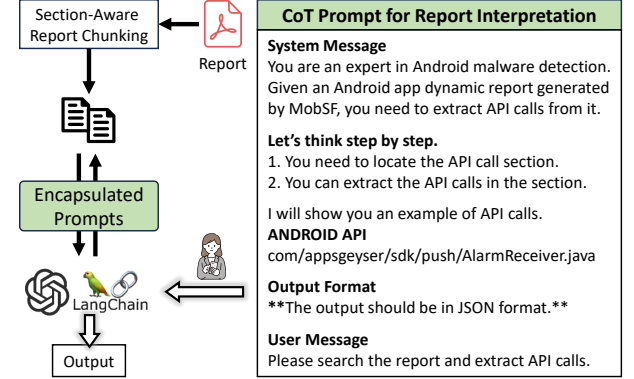 Section-Aware
Report Chunking
Report
Encapsulated
Prompts
LangChain
Output
CoT Prompt for Report Interpretation
System Message
You are an expert in Android malware detection.
Given an Android app dynamic report generated
by MobSF, you need to extract API calls from it.
Let's think step by step.
1. You need to locate the API call section.
2. You can extract the API calls in the section.
I will show you an example of API calls.
ANDROID API
com/appsgeyser/sdk/push/AlarmReceiver.java
Output Format
**The output should be in JSON format.**
User Message
Please search the report and extract API calls.